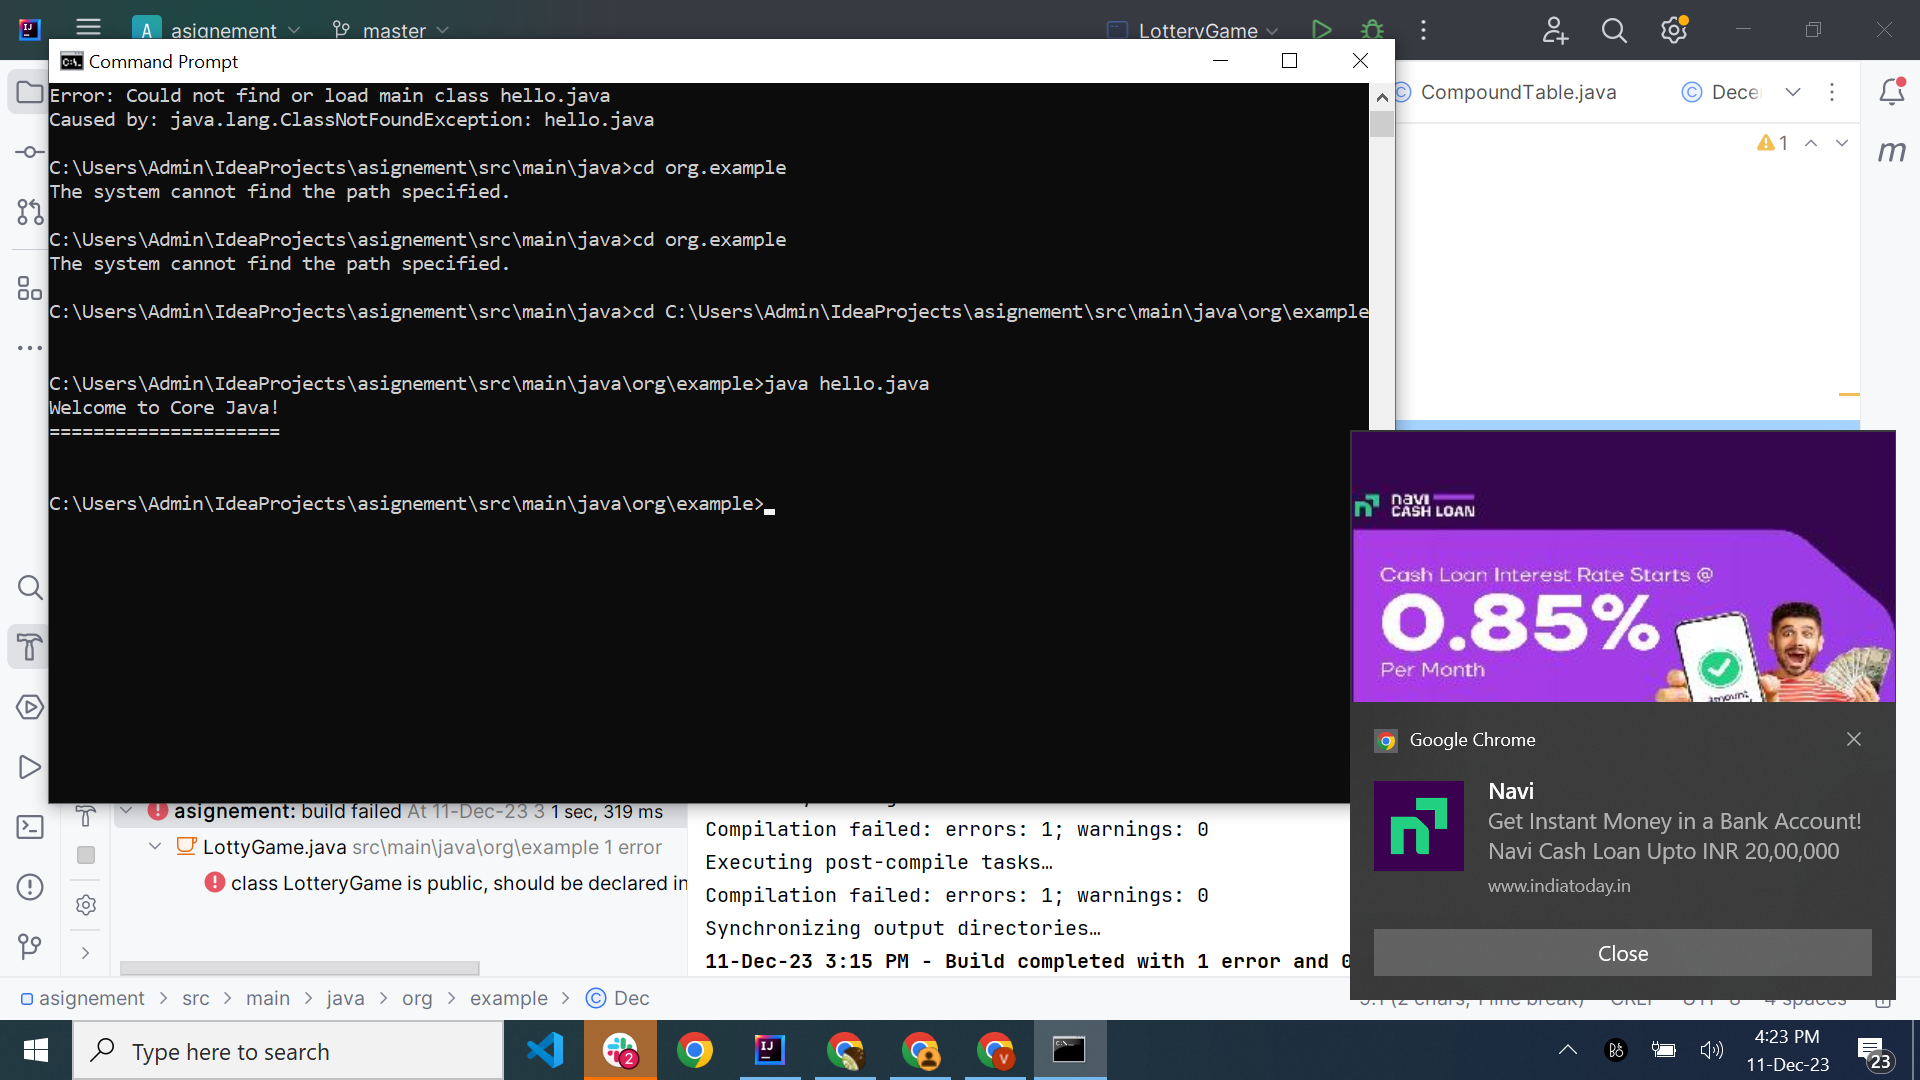 A asignement
master
LotteryGame
Command Prompt
Error: Could not find or load main class hello.java
Caused by: java.lang.ClassNotFoundException: hello.java
C:\Users\Admin\IdeaProjects\asignement\src\main\java>cd org.example
The system cannot find the path specified.
C:\Users\Admin\IdeaProjects\asignement\src\main\java>cd org.example
The system cannot find the path specified.
C:\Users\Admin\IdeaProjects\asignement\src\main\java>cd C:\Users\Admin\IdeaProjects\asignement\src\main\java\org\example
C:\Users\Admin\IdeaProjects\asignement\src\main\java\org\example>java hello.java
Welcome to Core Java!
=====================
C:\Users\Admin\IdeaProjects\asignement\src\main\java\org\example>
CompoundTable.java
Dece
1
m
navi
CASH LOAN
Cash Loan Interest Rate Starts @
0.85%
Per Month
amount
Google Chrome
Navi
Get Instant Money in a Bank Account!
Navi Cash Loan Upto INR 20,00,000
www.indiatoday.in
Close
asignement: build failed At 11-Dec-23 3 1 sec, 319 ms
LottyGame.java src\main\java\org\example 1 error
class LotteryGame is public, should be declared in
Compilation failed: errors: 1; warnings: 0
Executing post-compile tasks…
Compilation failed: errors: 1; warnings: 0
Synchronizing output directories…
11-Dec-23 3:15 PM - Build completed with 1 error and 0
asignement > src > main > java > org > example > Dec
Type here to search
2
4:23 PM
11-Dec-23
23